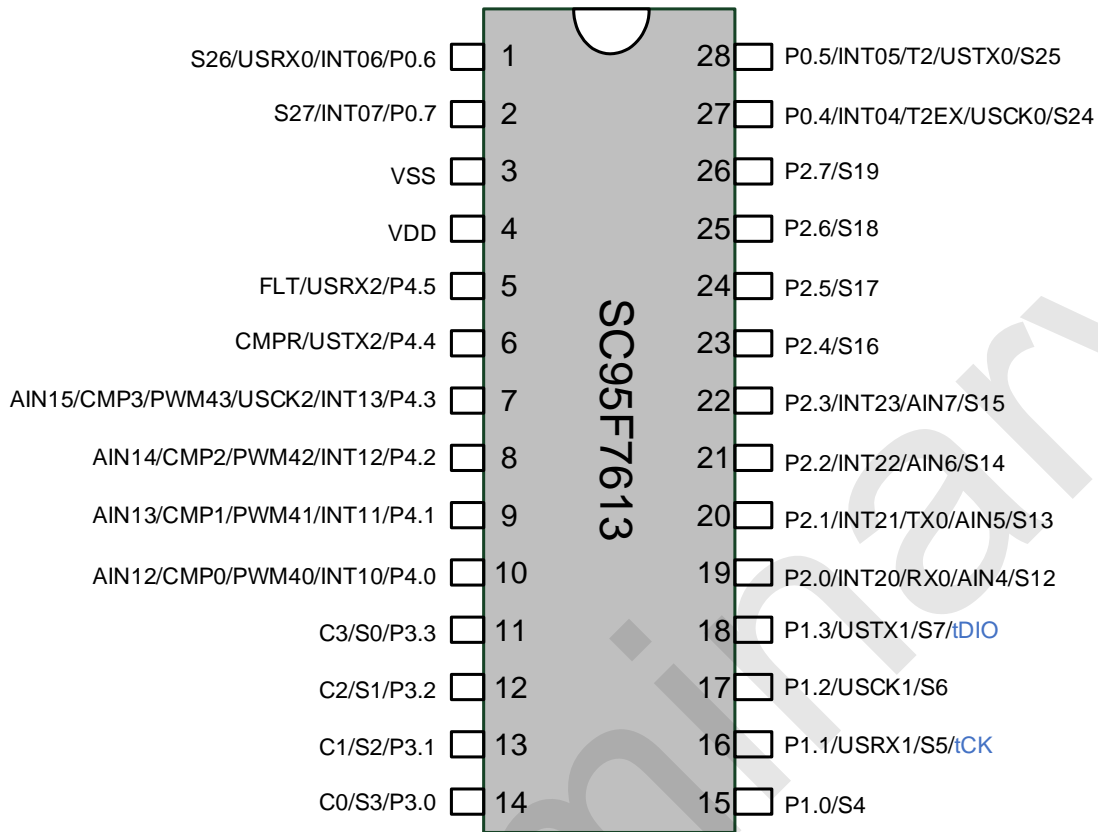 S26/USRX0/INT06/P0.6 1 28 P0.5/INT05/T2/USTX0/S25
S27/INT07/P0.7 2 27 P0.4/INT04/T2EX/USCK0/S24
VSS 3 26 P2.7/S19
VDD 4 25 P2.6/S18
FLT/USRX2/P4.5 5 24 P2.5/S17
CMPR/USTX2/P4.4 6 23 P2.4/S16
AIN15/CMP3/PWM43/USCK2/INT13/P4.3 7 22 P2.3/INT23/AIN7/S15
AIN14/CMP2/PWM42/INT12/P4.2 8 21 P2.2/INT22/AIN6/S14
AIN13/CMP1/PWM41/INT11/P4.1 9 20 P2.1/INT21/TX0/AIN5/S13
AIN12/CMP0/PWM40/INT10/P4.0 10 19 P2.0/INT20/RX0/AIN4/S12
C3/S0/P3.3 11 18 P1.3/USTX1/S7/tDIO
C2/S1/P3.2 12 17 P1.2/USCK1/S6
C1/S2/P3.1 13 16 P1.1/USRX1/S5/tCK
C0/S3/P3.0 14 15 P1.0/S4
SC95F7613